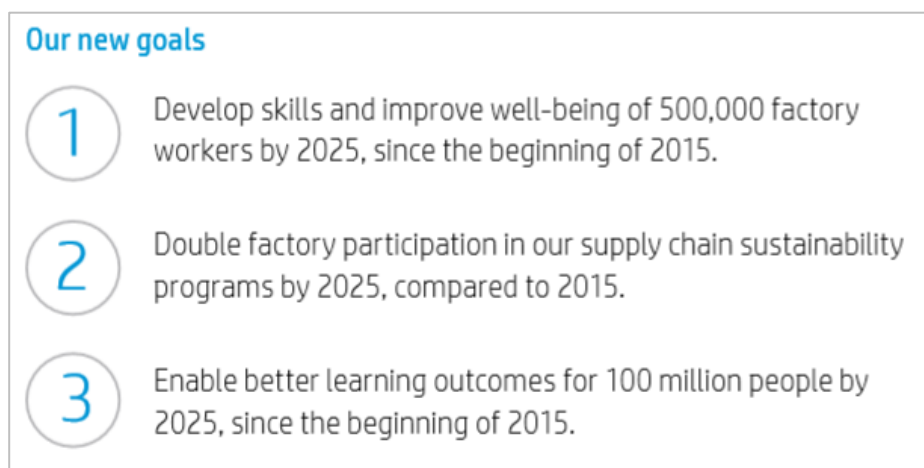 Our new goals
1
Develop skills and improve well-being of 500,000 factory
workers by 2025, since the beginning of 2015.
2
Double factory participation in our supply chain sustainability
programs by 2025, compared to 2015.
3
Enable better learning outcomes for 100 million people by
2025, since the beginning of 2015.